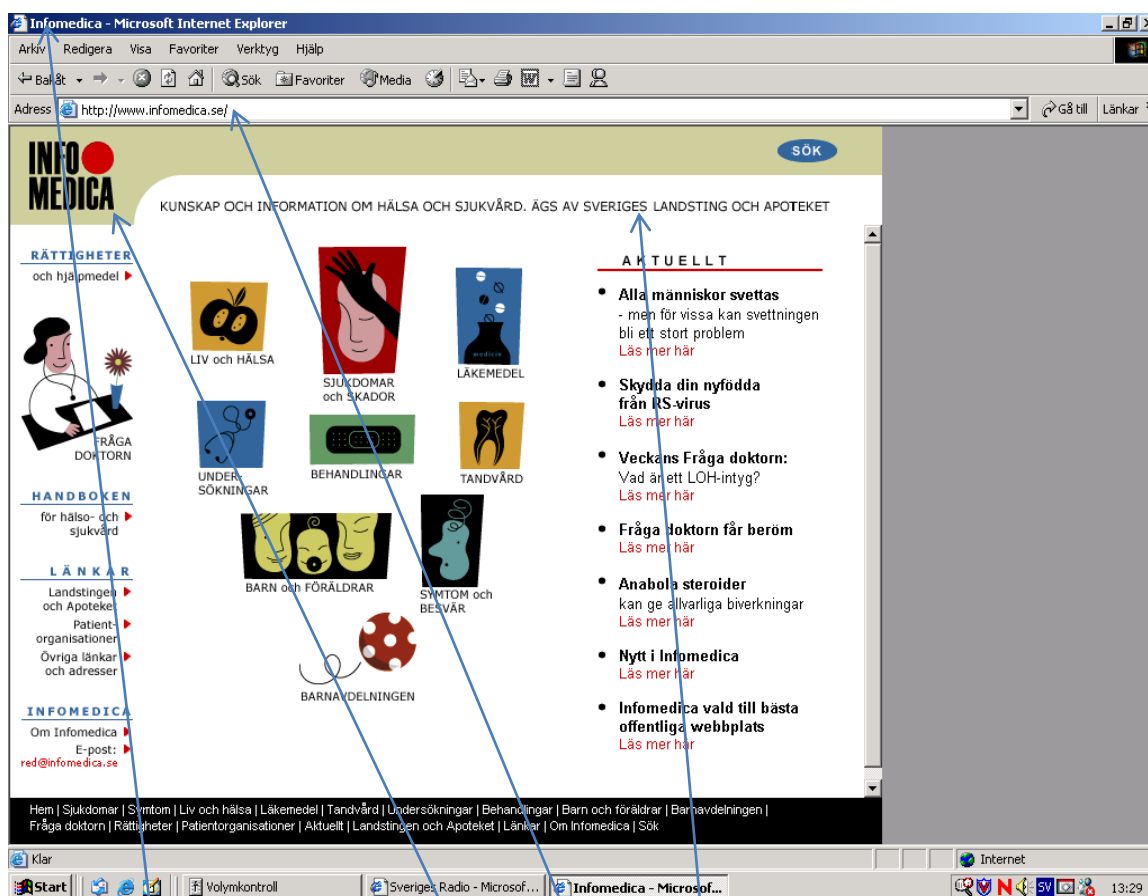 Infomedica - Microsoft Internet Explorer
Arkiv Redigera Visa Favoriter Verktyg Hjälp
Bakåt Sök Favoriter Media
Adress http://www.infomedica.se/ Gå till Länkar
INFO
MEDICA
SÖK
KUNSKAP OCH INFORMATION OM HÄLSA OCH SJUKVÅRD. ÄGS AV SVERIGES LANDSTING OCH APOTEKET
RÄTTIGHETER
och hjälpmedel
FRÅGA
DOKTORN
HANDBOKEN
för hälso- och
sjukvård
LÄNKAR
Landstingen
och Apoteket
Patient-
organisationer
Övriga länkar
och adresser
INFOMEDICA
Om Infomedica
E-post:
red@infomedica.se
LIV och HÄLSA
SJUKDOMAR
och SKADOR
medicin
LÄKEMEDEL
UNDER-
SÖKNINGAR
BEHANDLINGAR
TANDVÅRD
BARN och FÖRÄLDRAR
SYMTOM och
BESVÄR
BARNAVDELNINGEN
AKTUELLT
Alla människor svettas
- men för vissa kan svettningen
bli ett stort problem
Läs mer här
Skydda din nyfödda
från RS-virus
Läs mer här
Veckans Fråga doktorn:
Vad är ett LOH-intyg?
Läs mer här
Fråga doktorn får beröm
Läs mer här
Anabola steroider
kan ge allvarliga biverkningar
Läs mer här
Nytt i Infomedica
Läs mer här
Infomedica vald till bästa
offentliga webbplats
Läs mer här
Hem | Sjukdomar | Symtom | Liv och hälsa | Läkemedel | Tandvård | Undersökningar | Behandlingar | Barn och föräldrar | Barnavdelningen |
Fråga doktorn | Rättigheter | Patientorganisationer | Aktuellt | Landstingen och Apoteket | Länkar | Om Infomedica | Sök
Klar Internet
Start Volymkontroll Sveriges Radio - Microsof... Infomedica - Microsof... SV 13:29